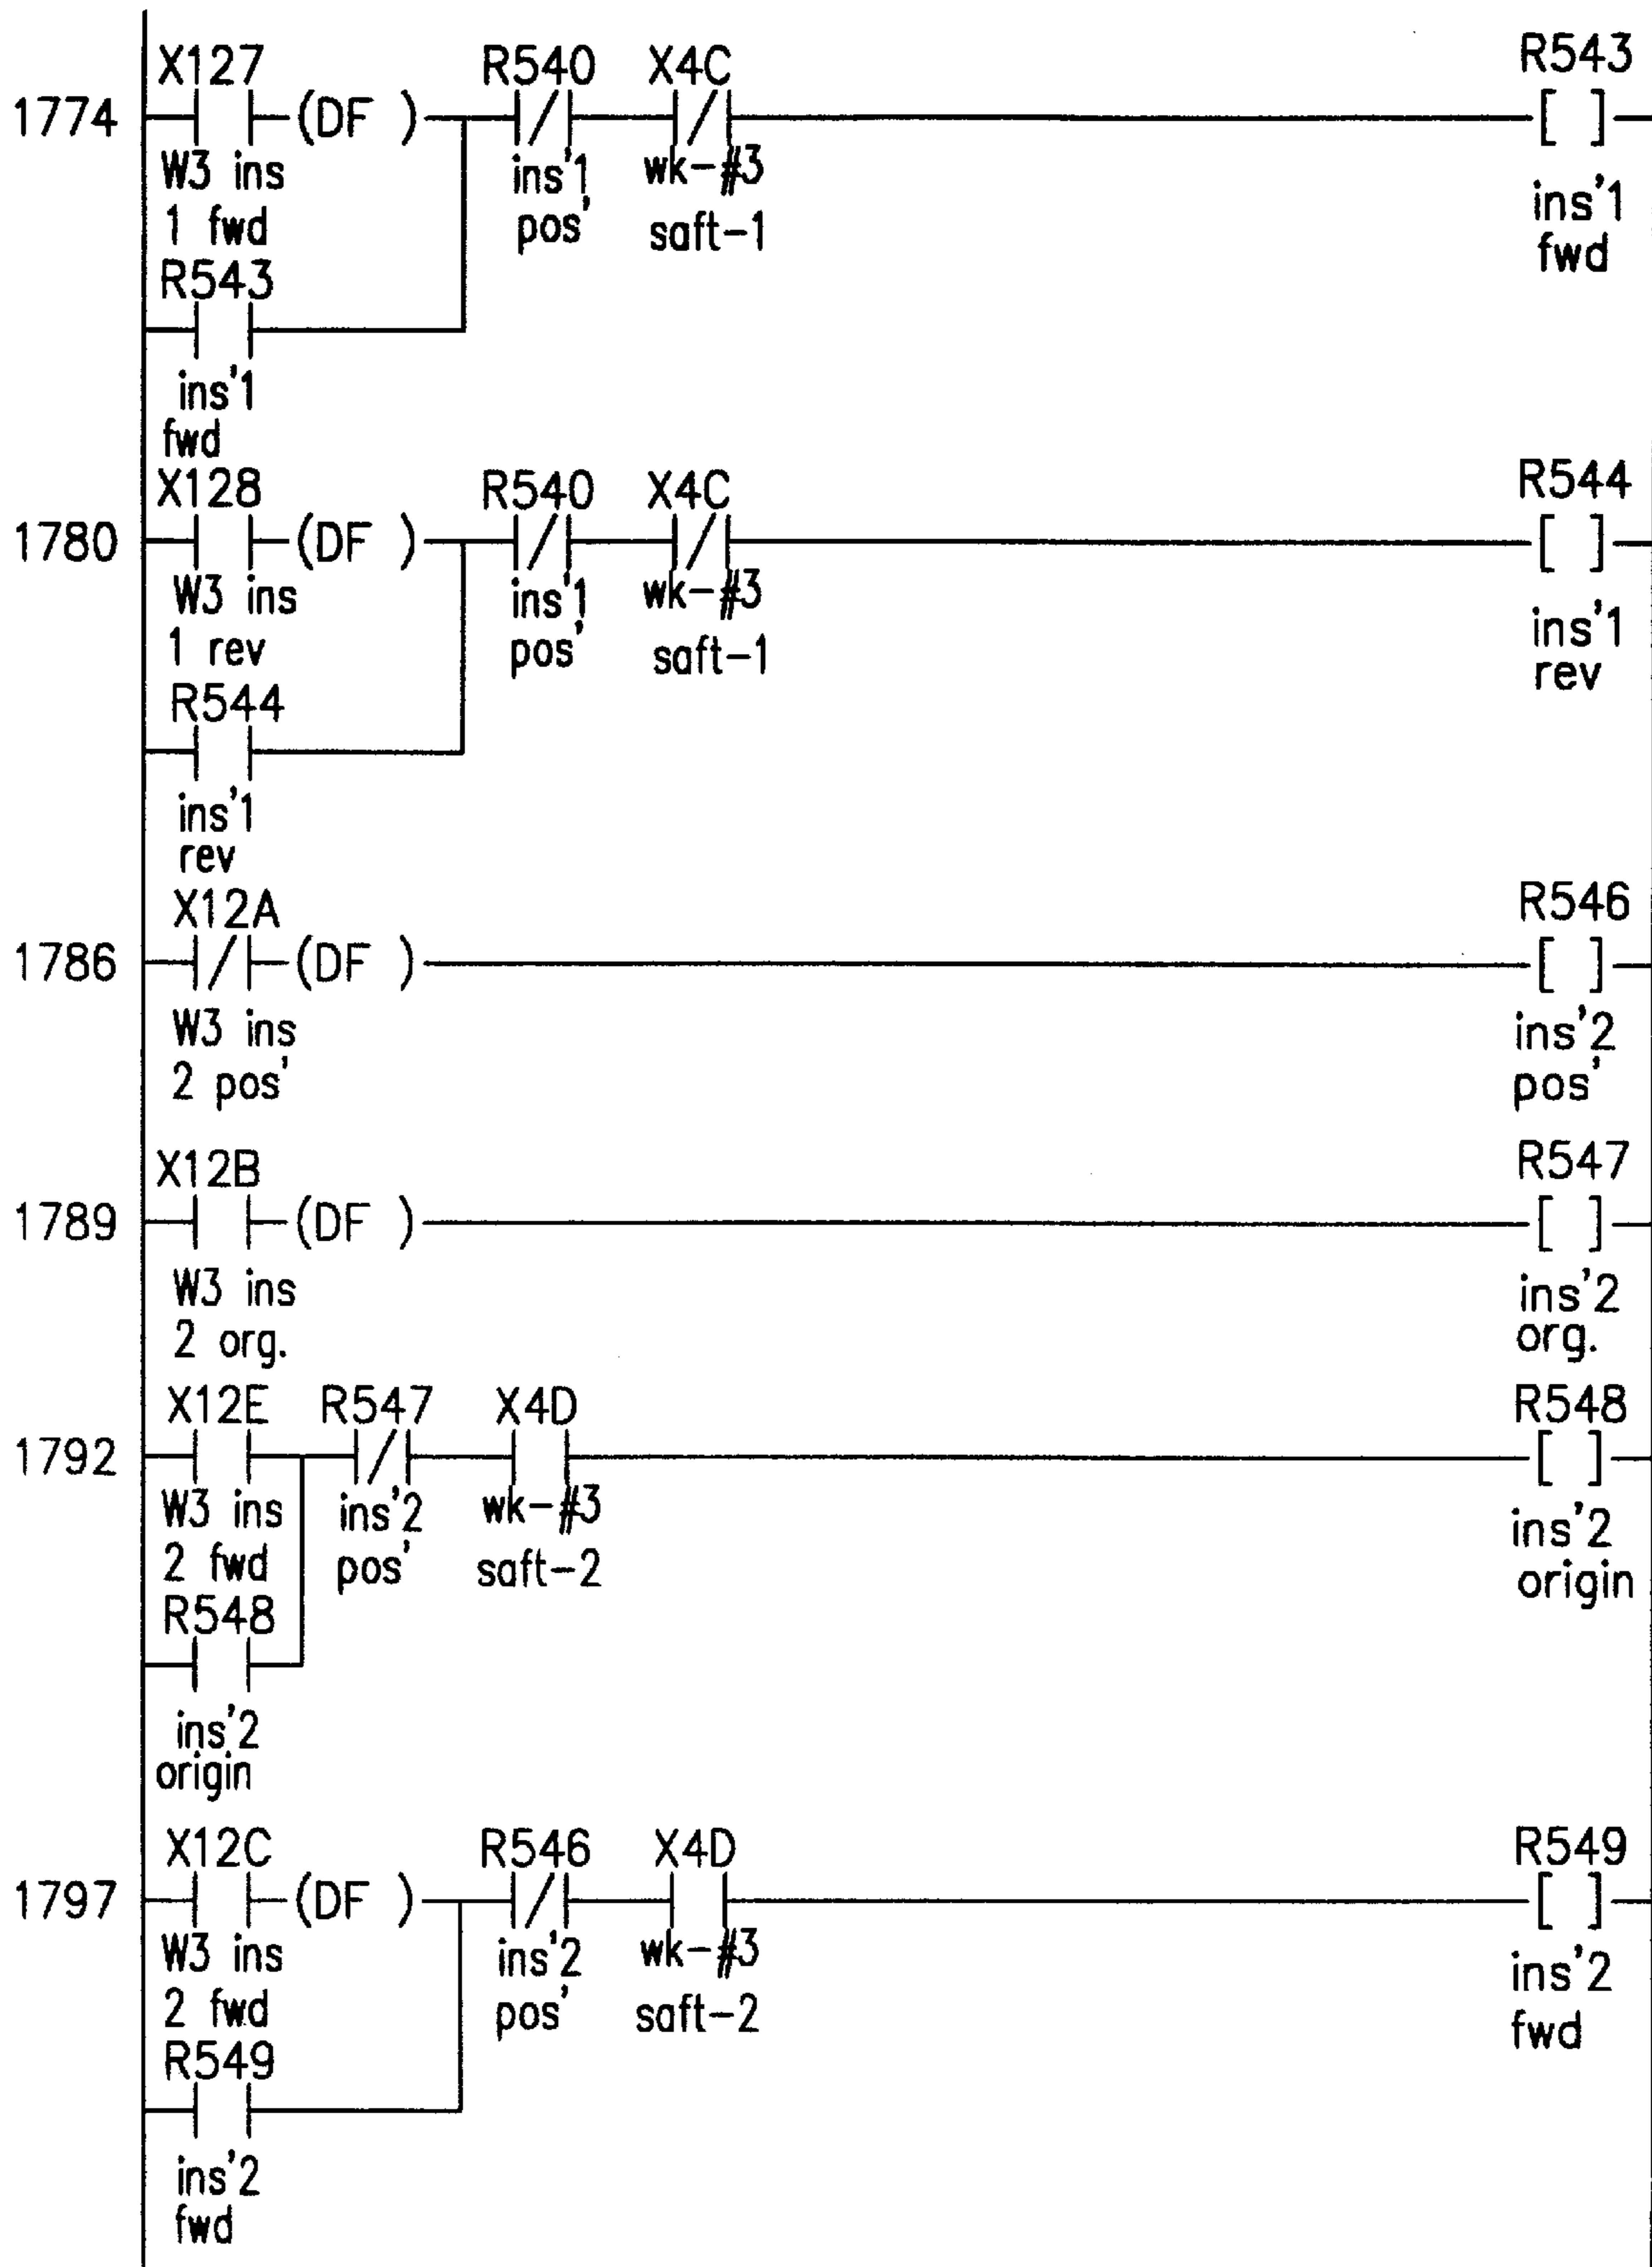 X127 R540 X4C R543
1774 (DF )
W3 ins ins'1 wk-#3 ins'1
1 fwd pos' saft-1 fwd
R543
ins'1
fwd
X128 R540 X4C R544
1780 (DF )
W3 ins ins'1 wk-#3 ins'1
1 rev pos' saft-1 rev
R544
ins'1
rev
X12A R546
1786 (DF )
W3 ins ins'2
2 pos' pos'
X12B R547
1789 (DF )
W3 ins ins'2
2 org. org.
X12E R547 X4D R548
1792
W3 ins ins'2 wk-#3 ins'2
2 fwd pos' saft-2 origin
R548
ins'2
origin
X12C R546 X4D R549
1797 (DF )
W3 ins ins'2 wk-#3 ins'2
2 fwd pos' saft-2 fwd
R549
ins'2
fwd